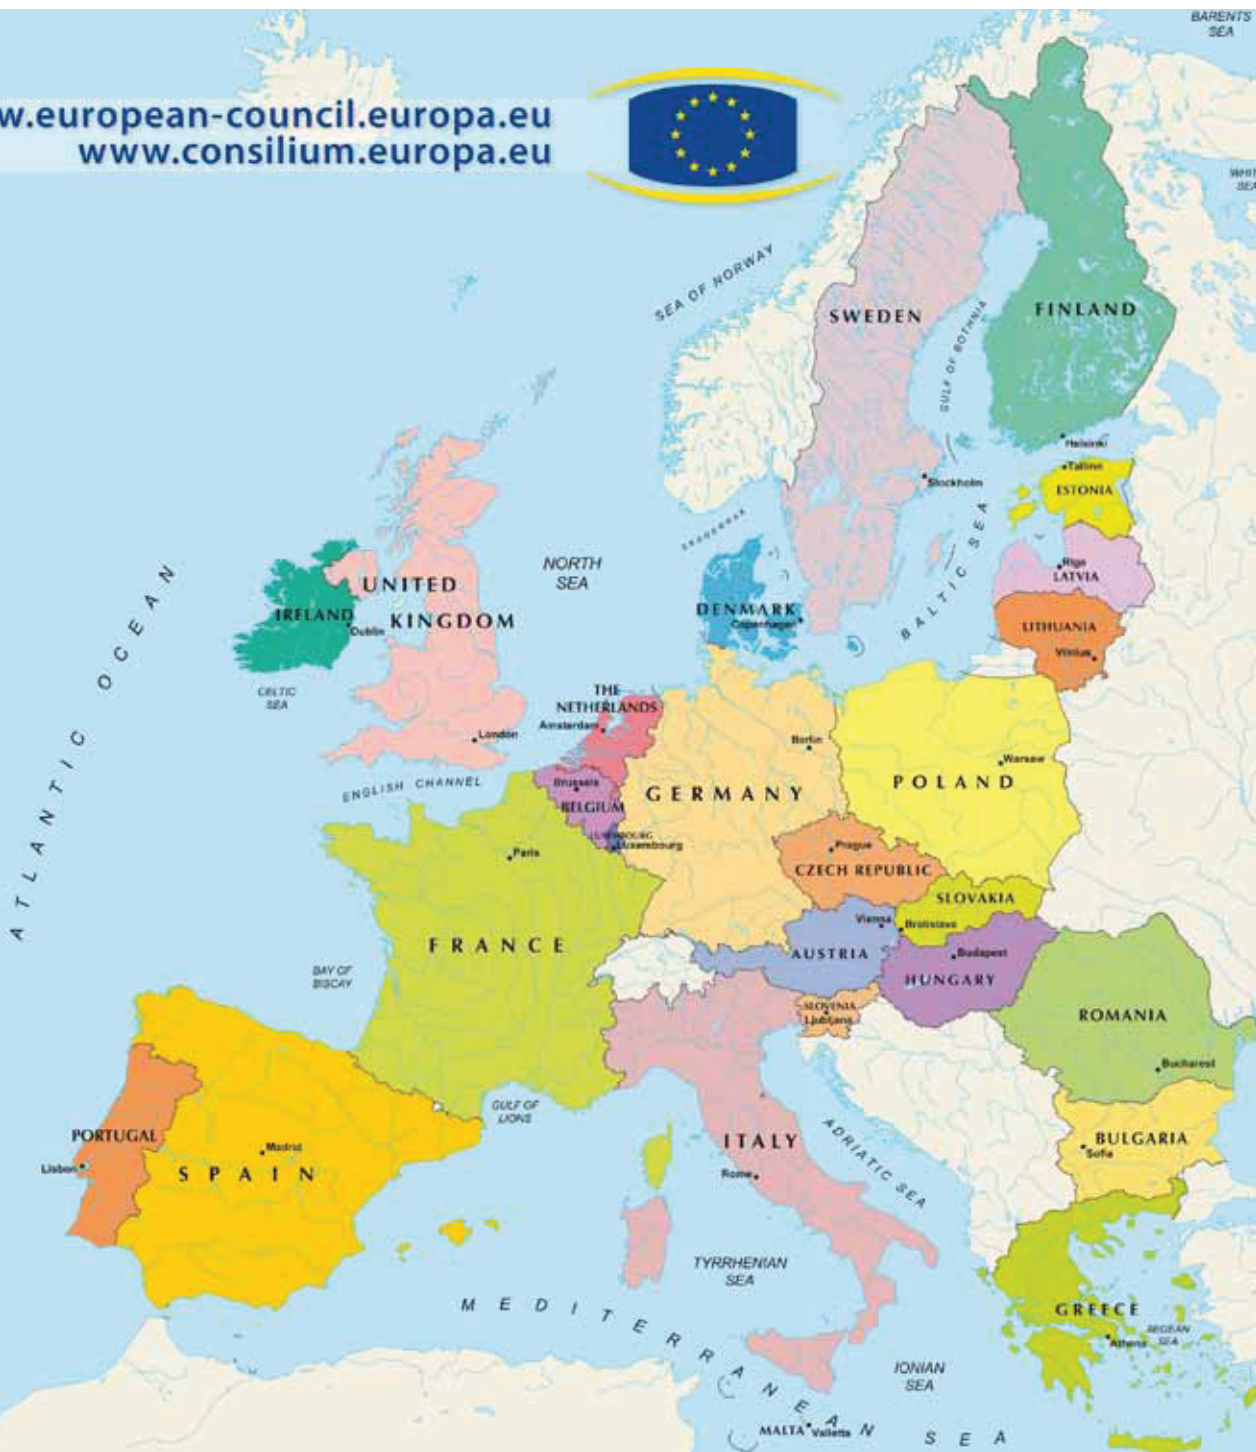 BARENTS
SEA
w.european-council.europa.eu
www.consilium.europa.eu
SEA OF NORWAY
SWEDEN
FINLAND
GULF OF BOTHNIA
Helsinki
Tallinn
ESTONIA
Stockholm
SKAGERRAK
NORTH
SEA
BALTIC SEA
Riga
LATVIA
UNITED
KINGDOM
IRELAND
Dublin
DENMARK
Copenhagen
LITHUANIA
Vilnius
ATLANTIC OCEAN
CELTIC
SEA
THE
NETHERLANDS
Amsterdam
London
Berlin
Warsaw
ENGLISH CHANNEL
Brussels
BELGIUM
GERMANY
POLAND
LUXEMBOURG
Luxembourg
Paris
Prague
CZECH REPUBLIC
SLOVAKIA
Vienna
Bratislava
FRANCE
AUSTRIA
Budapest
HUNGARY
BAY OF
BISCAY
SLOVENIA
Ljubljana
ROMANIA
Bucharest
GULF OF
LIONS
PORTUGAL
Lisbon
Madrid
SPAIN
ITALY
Rome
ADRIATIC SEA
BULGARIA
Sofia
TYRRHENIAN
SEA
MEDITERRANEAN SEA
GREECE
AEGEAN
SEA
Athens
IONIAN
SEA
MALTA
Valletta